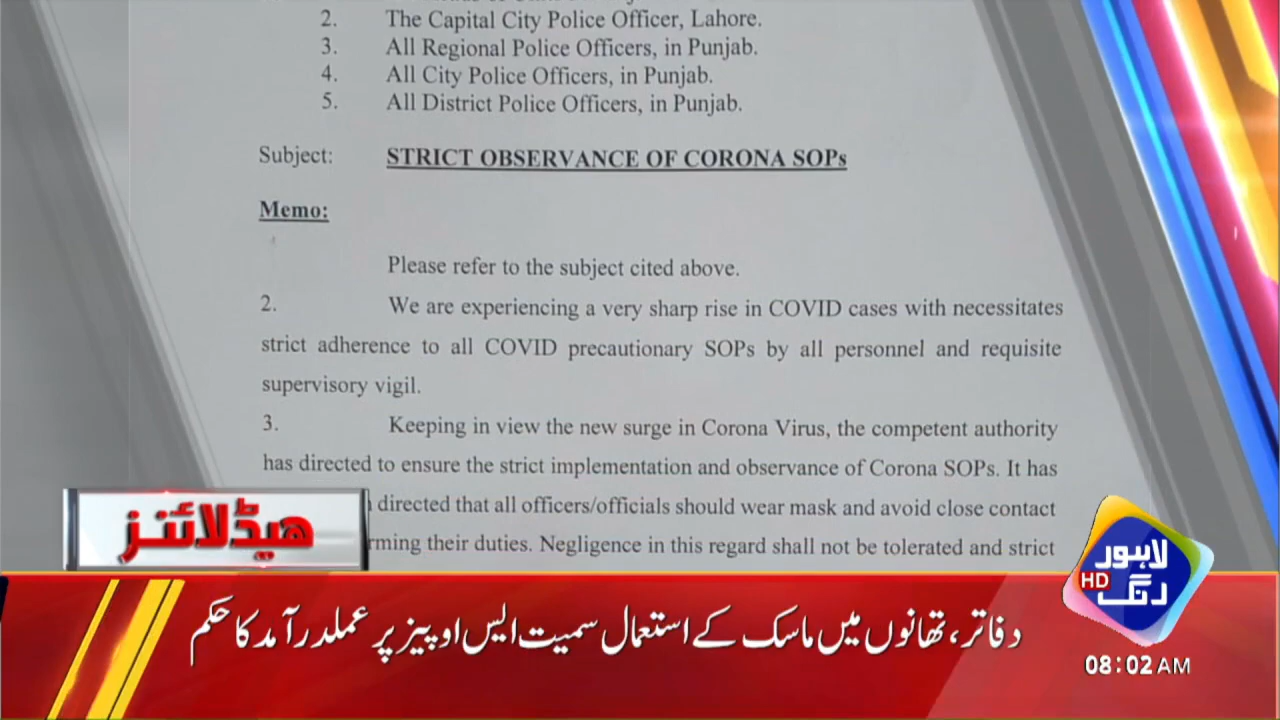 2. The Capital City Police Officer, Lahore.
3. All Regional Police Officers, in Punjab.
4. All City Police Officers, in Punjab.
5. All District Police Officers, in Punjab.
Subject: STRICT OBSERVANCE OF CORONA SOPs
Memo:
Please refer to the subject cited above.
2. We are experiencing a very sharp rise in COVID cases with necessitates
strict adherence to all COVID precautionary SOPs by all personnel and requisite
supervisory vigil.
3. Keeping in view the new surge in Corona Virus, the competent authority
has directed to ensure the strict implementation and observance of Corona SOPs. It has
directed that all officers/officials should wear mask and avoid close contact
their duties. Negligence in this regard shall not be tolerated and strict
ہیڈلائنز
دفاتر، تھانوں میں ماسک کے استعمال سمیت ایس او پیز پر عملدرآمد کا حکم
لاہور
رنگ
HD
08:02 AM